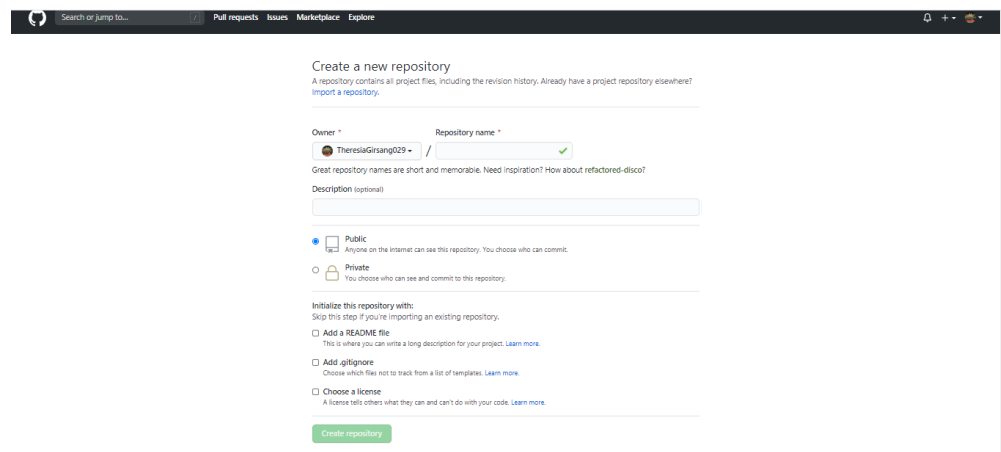 Search or jump to... /
Pull requests Issues Marketplace Explore
Create a new repository
A repository contains all project files, including the revision history. Already have a project repository elsewhere?
Import a repository.
Owner *
Repository name *
TheresiaGirsang029
/
Great repository names are short and memorable. Need inspiration? How about refactored-disco?
Description (optional)
Public
Anyone on the internet can see this repository. You choose who can commit.
Private
You choose who can see and commit to this repository.
Initialize this repository with:
Skip this step if you're importing an existing repository.
Add a README file
This is where you can write a long description for your project. Learn more.
Add .gitignore
Choose which files not to track from a list of templates. Learn more.
Choose a license
A license tells others what they can and can't do with your code. Learn more.
Create repository